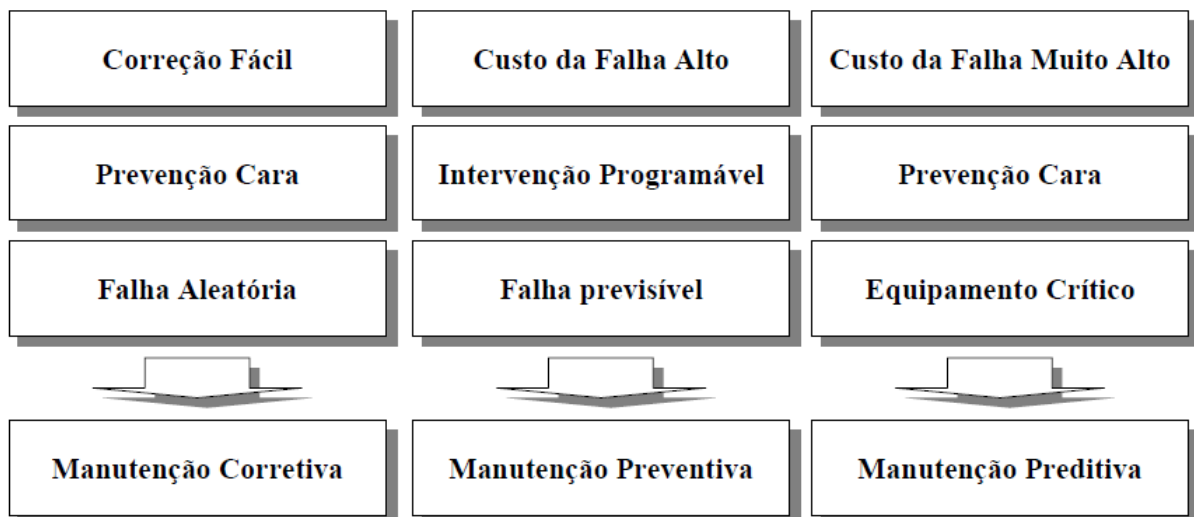 Correção Fácil
Custo da Falha Alto
Custo da Falha Muito Alto
Prevenção Cara
Intervenção Programável
Prevenção Cara
Falha Aleatória
Falha previsível
Equipamento Crítico
Manutenção Corretiva
Manutenção Preventiva
Manutenção Preditiva